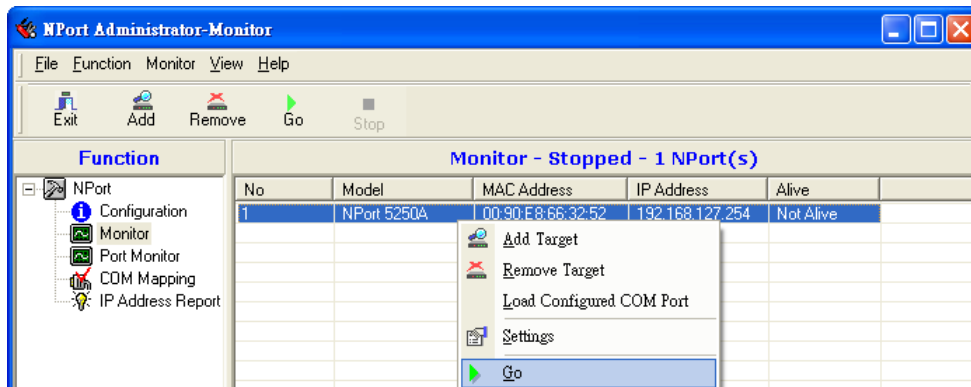 NPort Administrator-Monitor
File Function Monitor View Help
Exit Add Remove Go Stop
Function
Monitor - Stopped - 1 NPort(s)
NPort
Configuration
Monitor
Port Monitor
COM Mapping
IP Address Report
No Model MAC Address IP Address Alive
1 NPort 5250A 00:90:E8:66:32:52 192.168.127.254 Not Alive
Add Target
Remove Target
Load Configured COM Port
Settings
Go